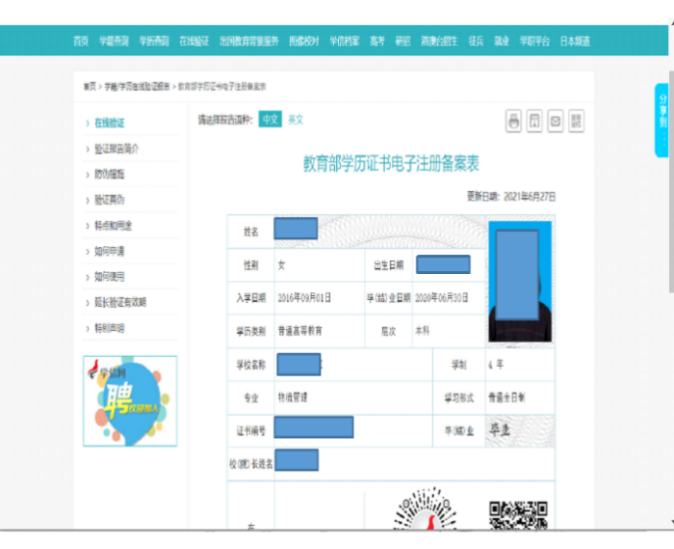 首页 学籍查询 学历查询 在线验证 出国教育背景服务 图像校对 学信档案 高考 研招 港澳台招生 征兵 就业 学职平台 日本频道
首页 > 学籍/学历在线验证报告 > 教育部学历证书电子注册备案表
分享到
> 在线验证
> 验证报告简介
> 防伪措施
> 验证真伪
> 特点和用途
> 如何申请
> 如何使用
> 延长验证有效期
> 特别声明
学信网
聘
欢迎加入
请选择报告语种: 中文 英文
教育部学历证书电子注册备案表
更新日期: 2021年6月27日
姓名
性别 女 出生日期
入学日期 2016年09月01日 毕(结)业日期 2020年06月30日
学历类别 普通高等教育 层次 本科
学校名称 学制 4 年
专业 物流管理 学习形式 普通全日制
证书编号 毕(结)业 毕业
校(院)长姓名